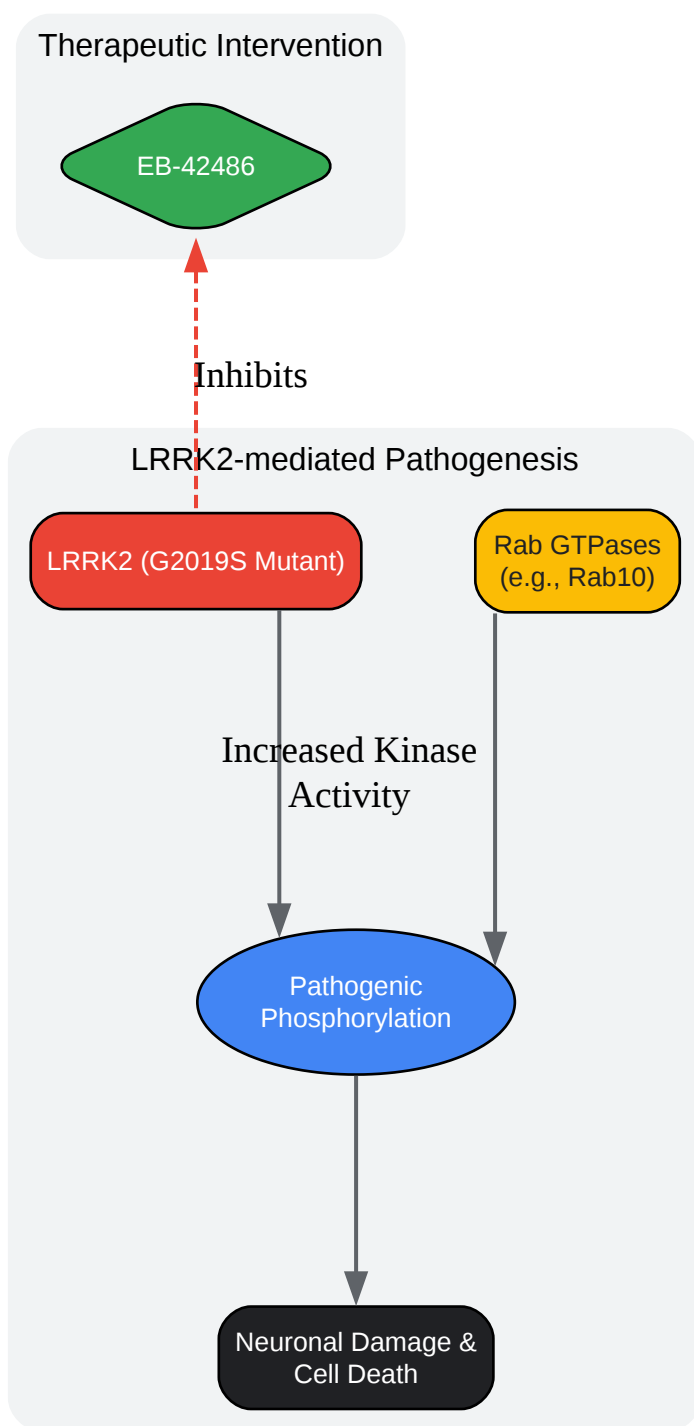 Therapeutic Intervention
EB-42486
Inhibits
LRRK2-mediated Pathogenesis
LRRK2 (G2019S Mutant)
Rab GTPases
(e.g., Rab10)
Increased Kinase
Activity
Pathogenic
Phosphorylation
Neuronal Damage &
Cell Death